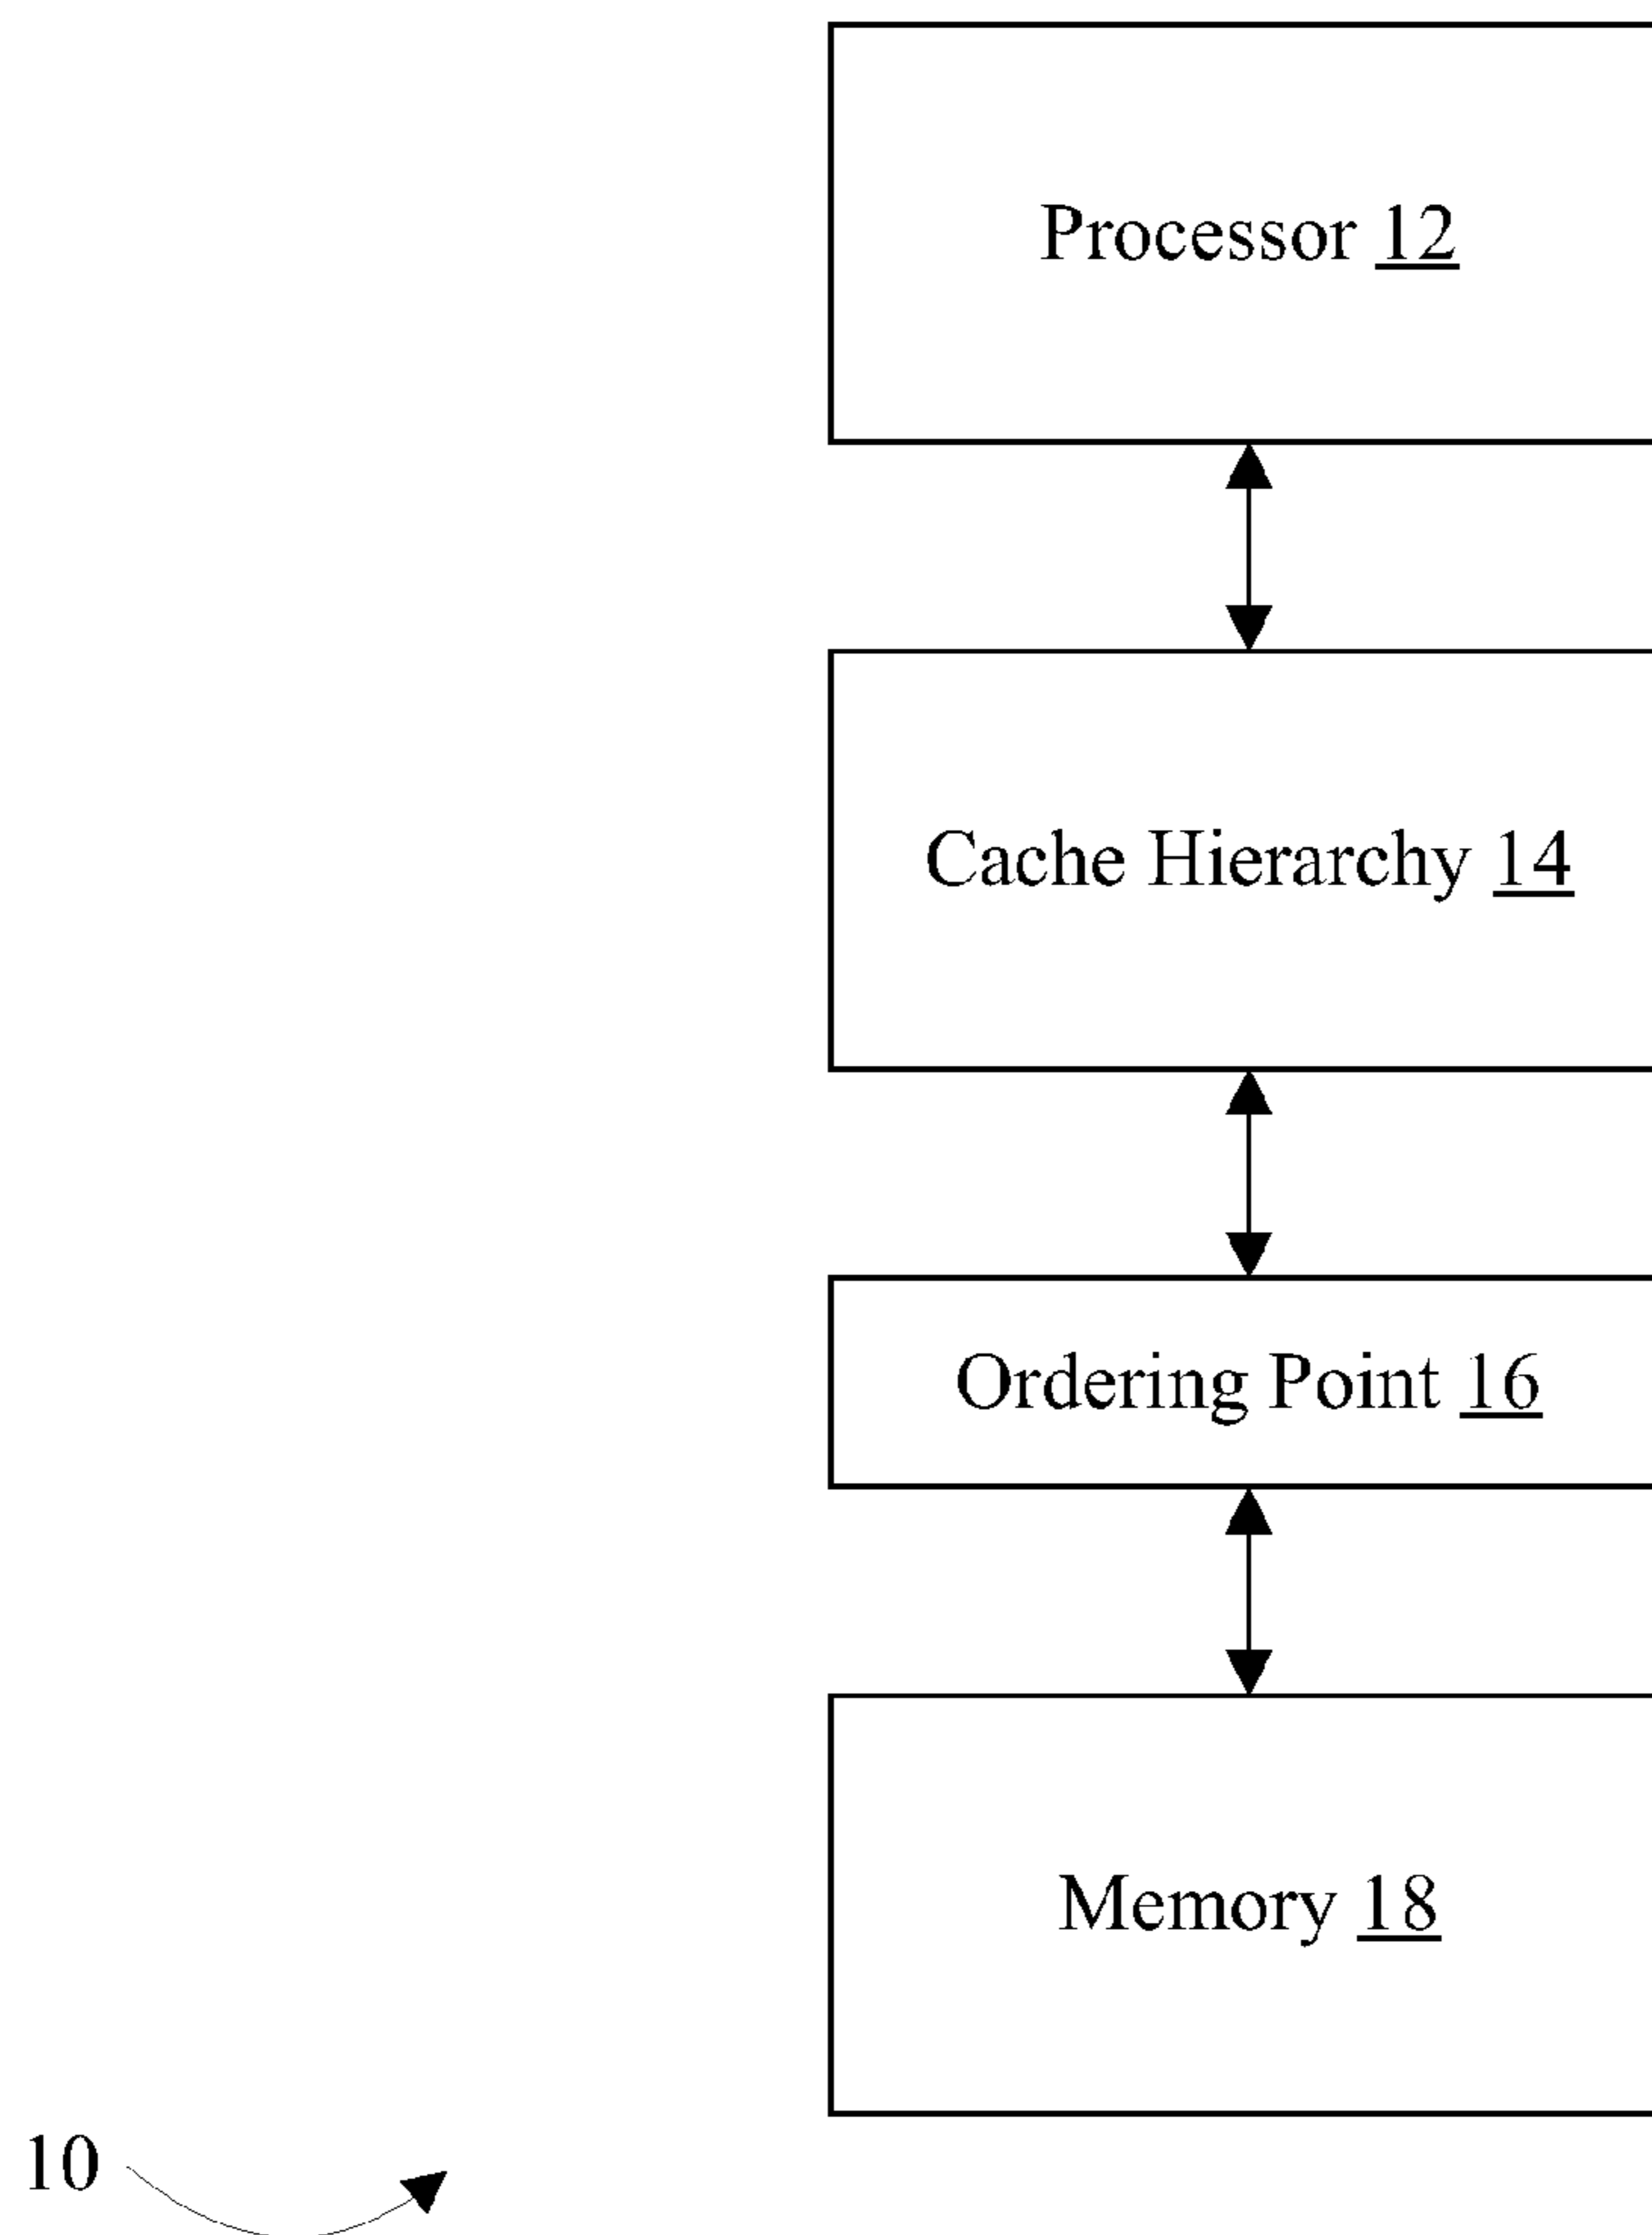 Processor 12
Cache Hierarchy 14
Ordering Point 16
Memory 18
10